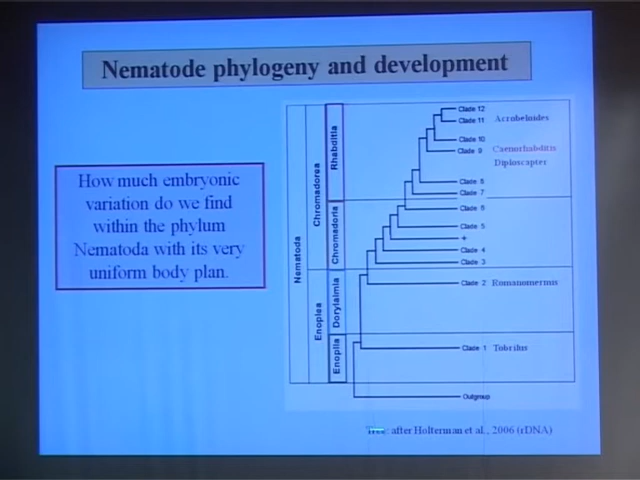 Nematode phylogeny and development
How much embryonic
variation do we find
within the phylum
Nematoda with its very
uniform body plan.
Nematoda
Chromadorea
Enoplea
Rhabditia
Chromadoria
Dorylaimia
Enoplia
Clade 12
Clade 11 Acrobeloides
Clade 10
Clade 9 Caenorhabditis
Diploscapter
Clade 8
Clade 7
Clade 6
Clade 5
+
Clade 4
Clade 3
Clade 2 Romanomermis
Clade 1 Tobrilus
Outgroup
Tree: after Holterman et al., 2006 (rDNA)